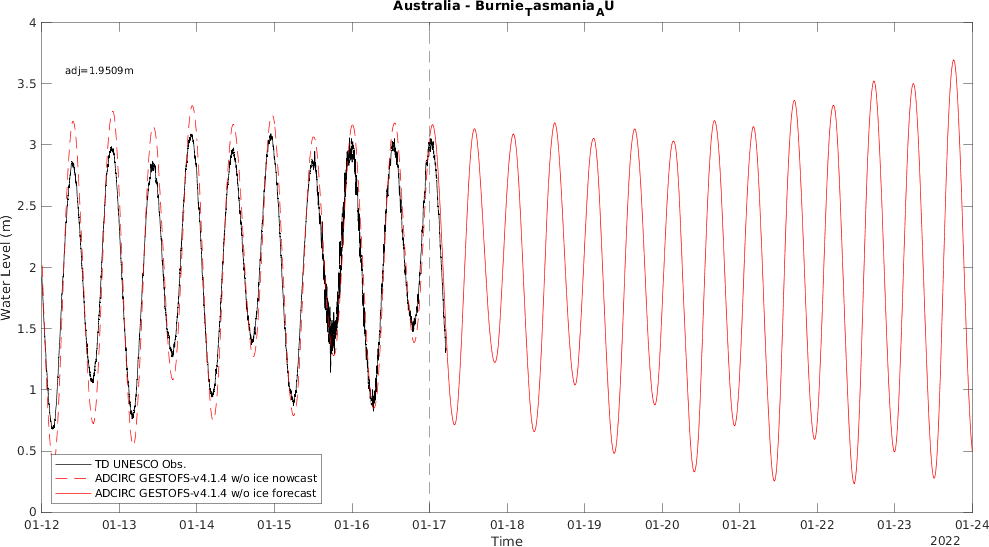 Australia - BurnieTasmaniaAU
adj=1.9509m
Water Level (m)
4
3.5
3
2.5
2
1.5
1
0.5
0
TD UNESCO Obs.
ADCIRC GESTOFS-v4.1.4 w/o ice nowcast
ADCIRC GESTOFS-v4.1.4 w/o ice forecast
01-12 01-13 01-14 01-15 01-16 01-17 01-18 01-19 01-20 01-21 01-22 01-23 01-24
Time
2022